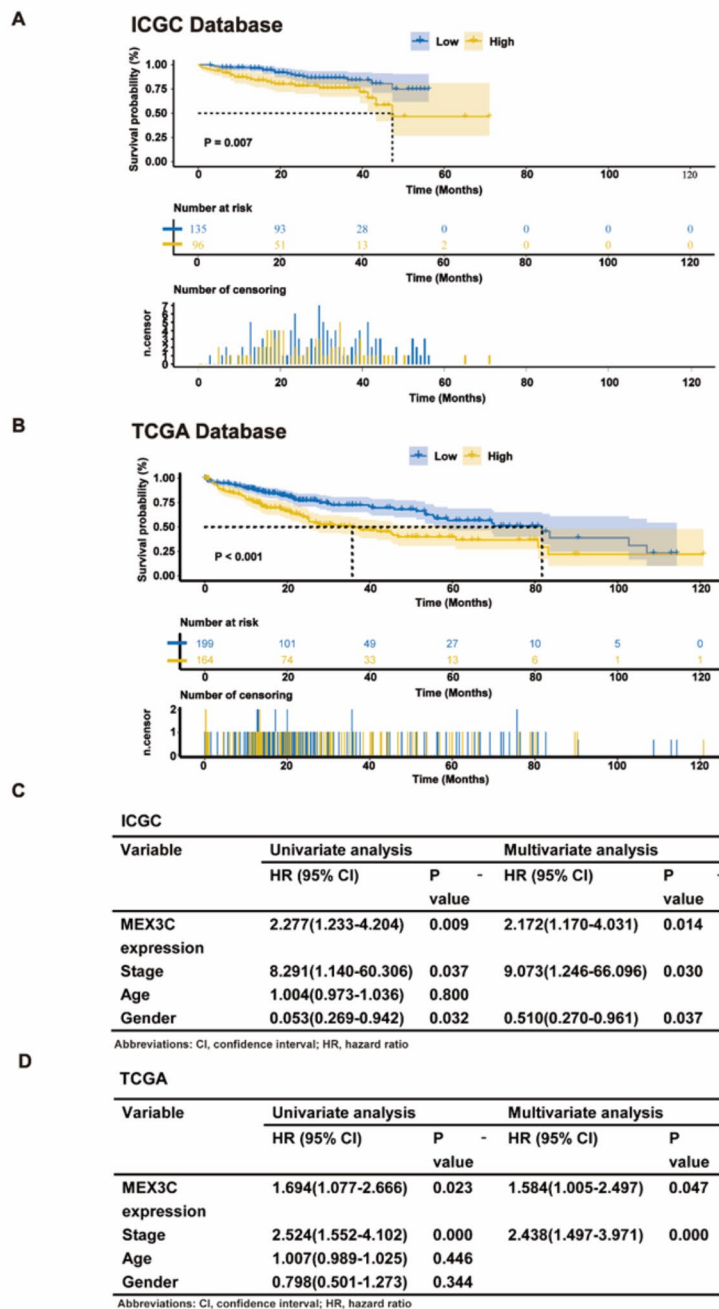 A
ICGC Database
Low High
Survival probability (%)
1.00
0.75
0.50
0.25
0.00
P = 0.007
0 20 40 60 80 100 120
Time (Months)
Number at risk
135 93 28 0 0 0 0
96 51 13 2 0 0 0
0 20 40 60 80 100 120
Time (Months)
Number of censoring
n.censor
0 20 40 60 80 100 120
Time (Months)
B
TCGA Database
Low High
Survival probability (%)
1.00
0.75
0.50
0.25
0.00
P < 0.001
0 20 40 60 80 100 120
Time (Months)
Number at risk
199 101 49 27 10 5 0
164 74 33 13 6 1 1
0 20 40 60 80 100 120
Time (Months)
Number of censoring
n.censor
2
1
0
0 20 40 60 80 100 120
Time (Months)
C
ICGC
Variable Univariate analysis Multivariate analysis
HR (95% CI) P - HR (95% CI) P -
value value
MEX3C 2.277(1.233-4.204) 0.009 2.172(1.170-4.031) 0.014
expression
Stage 8.291(1.140-60.306) 0.037 9.073(1.246-66.096) 0.030
Age 1.004(0.973-1.036) 0.800
Gender 0.053(0.269-0.942) 0.032 0.510(0.270-0.961) 0.037
Abbreviations: CI, confidence interval; HR, hazard ratio
D
TCGA
Variable Univariate analysis Multivariate analysis
HR (95% CI) P - HR (95% CI) P
value value
MEX3C 1.694(1.077-2.666) 0.023 1.584(1.005-2.497) 0.047
expression
Stage 2.524(1.552-4.102) 0.000 2.438(1.497-3.971) 0.000
Age 1.007(0.989-1.025) 0.446
Gender 0.798(0.501-1.273) 0.344
Abbreviations: CI, confidence interval; HR, hazard ratio